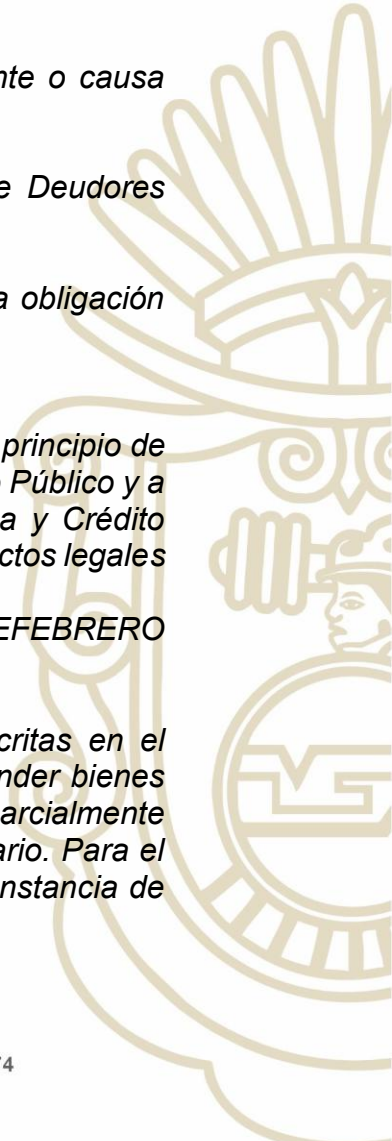 nte o causa
e Deudores
a obligación
principio de
Público y a
a y Crédito
ctos legales
EFEBRERO
critas en el
nder bienes
arcialmente
ario. Para el
nstancia de
74